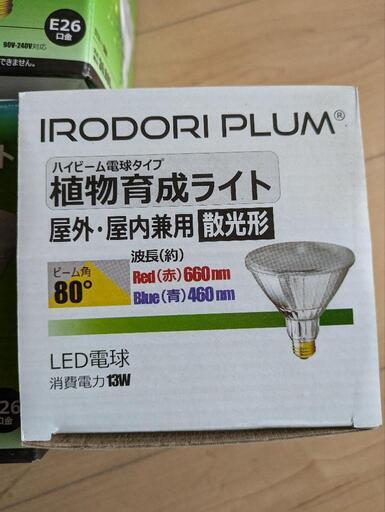 E26
口金
90V-240V対応
できません。
ト
IRODORI PLUM®
ハイビーム電球タイプ
植物育成ライト
屋外・屋内兼用 散光形
ビーム角
80°
波長(約)
Red(赤)660nm
Blue(青)460nm
LED電球
消費電力13W
E26
口金